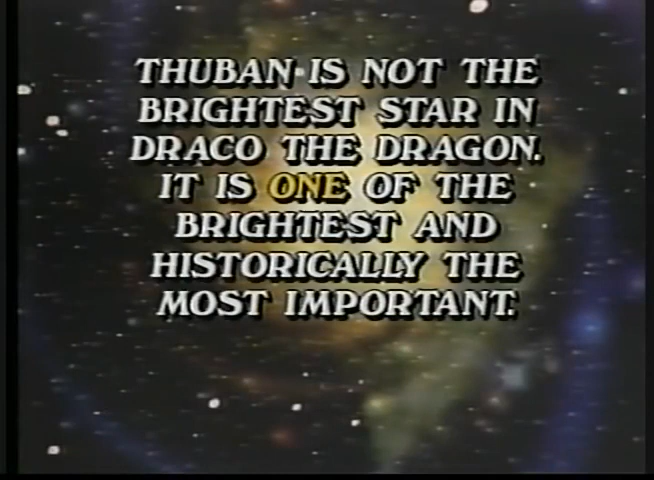 THUBAN IS NOT THE
BRIGHTEST STAR IN
DRACO THE DRAGON.
IT IS ONE OF THE
BRIGHTEST AND
HISTORICALLY THE
MOST IMPORTANT.